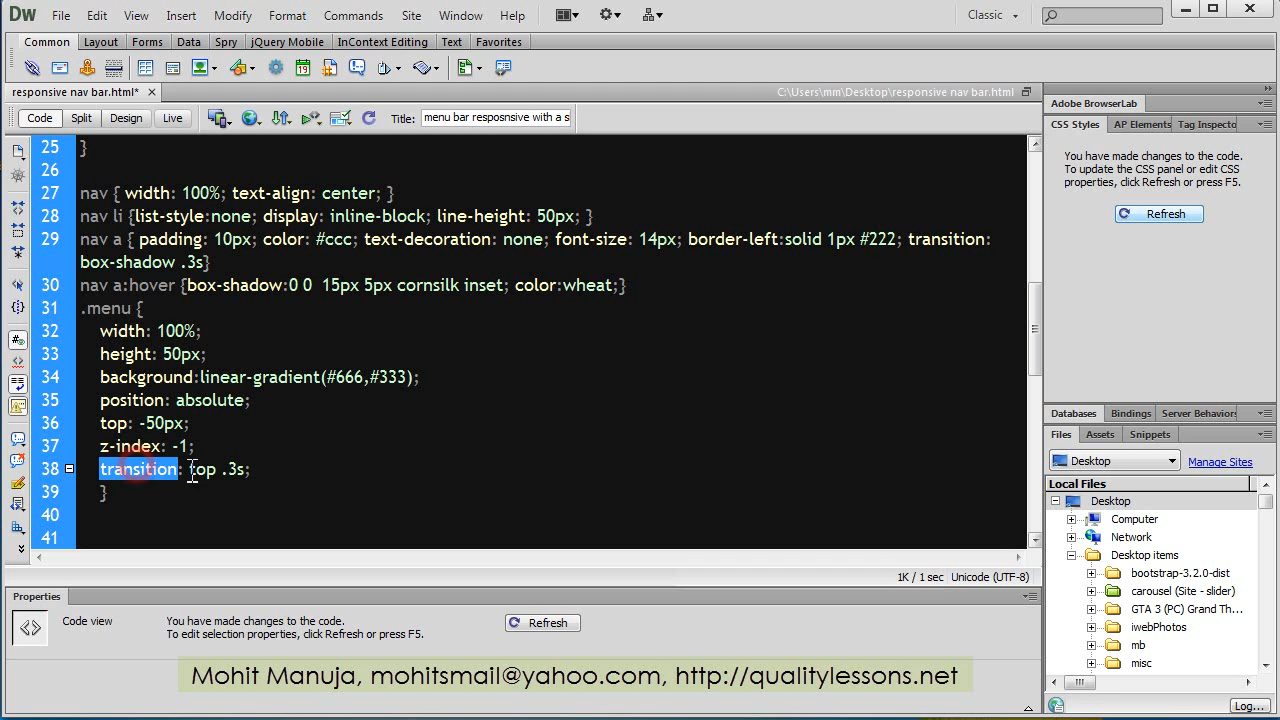 Dw File Edit View Insert Modify Format Commands Site Window Help Classic
Common Layout Forms Data Spry jQuery Mobile InContext Editing Text Favorites
responsive nav bar.html* C:\Users\mm\Desktop\responsive nav bar.html
Code Split Design Live Title: menu bar resposnsive with a s
25 }
26
27 nav { width: 100%; text-align: center; }
28 nav li {list-style:none; display: inline-block; line-height: 50px; }
29 nav a { padding: 10px; color: #ccc; text-decoration: none; font-size: 14px; border-left:solid 1px #222; transition:
box-shadow .3s}
30 nav a:hover {box-shadow:0 0 15px 5px cornsilk inset; color:wheat;}
31 .menu {
32 width: 100%;
33 height: 50px;
34 background:linear-gradient(#666,#333);
35 position: absolute;
36 top: -50px;
37 z-index: -1;
38 transition: top .3s;
39 }
40
41
1K / 1 sec Unicode (UTF-8)
Properties
Code view You have made changes to the code. Refresh
To edit selection properties, click Refresh or press F5.
Adobe BrowserLab
CSS Styles AP Elements Tag Inspecto
You have made changes to the code.
To update the CSS panel or edit CSS
properties, click Refresh or press F5.
Refresh
Databases Bindings Server Behaviors
Files Assets Snippets
Desktop Manage Sites
Local Files
Desktop
Computer
Network
Desktop items
bootstrap-3.2.0-dist
carousel (Site - slider)
GTA 3 (PC) Grand Th...
iwebPhotos
mb
misc
Log...
Mohit Manuja, mohitsmail@yahoo.com, http://qualitylessons.net